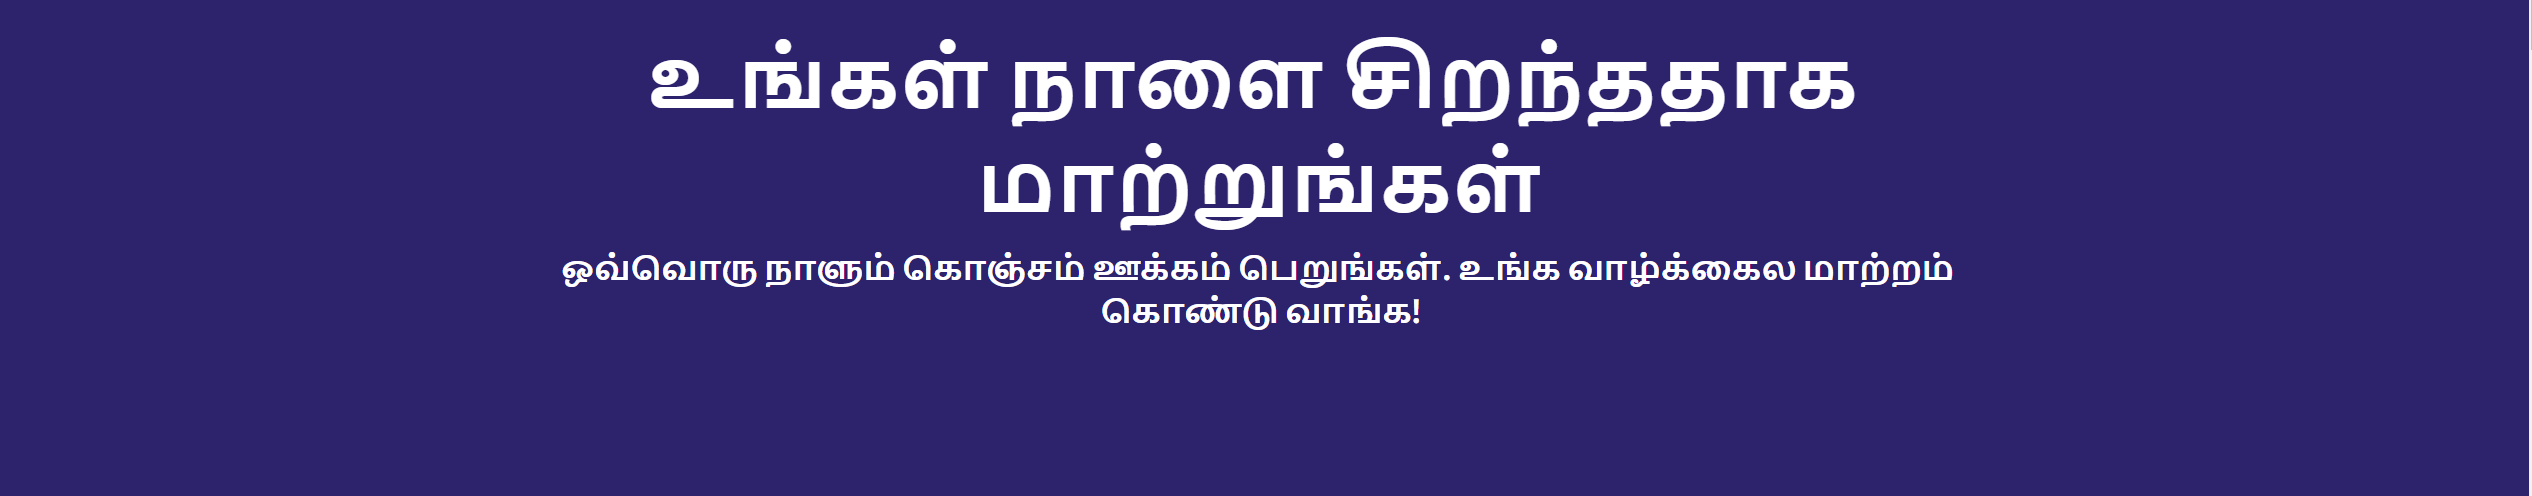 உங்கள் நாளை சிறந்ததாக
மாற்றுங்கள்
ஒவ்வொரு நாளும் கொஞ்சம் ஊக்கம் பெறுங்கள். உங்க வாழ்க்கைல மாற்றம்
கொண்டு வாங்க!